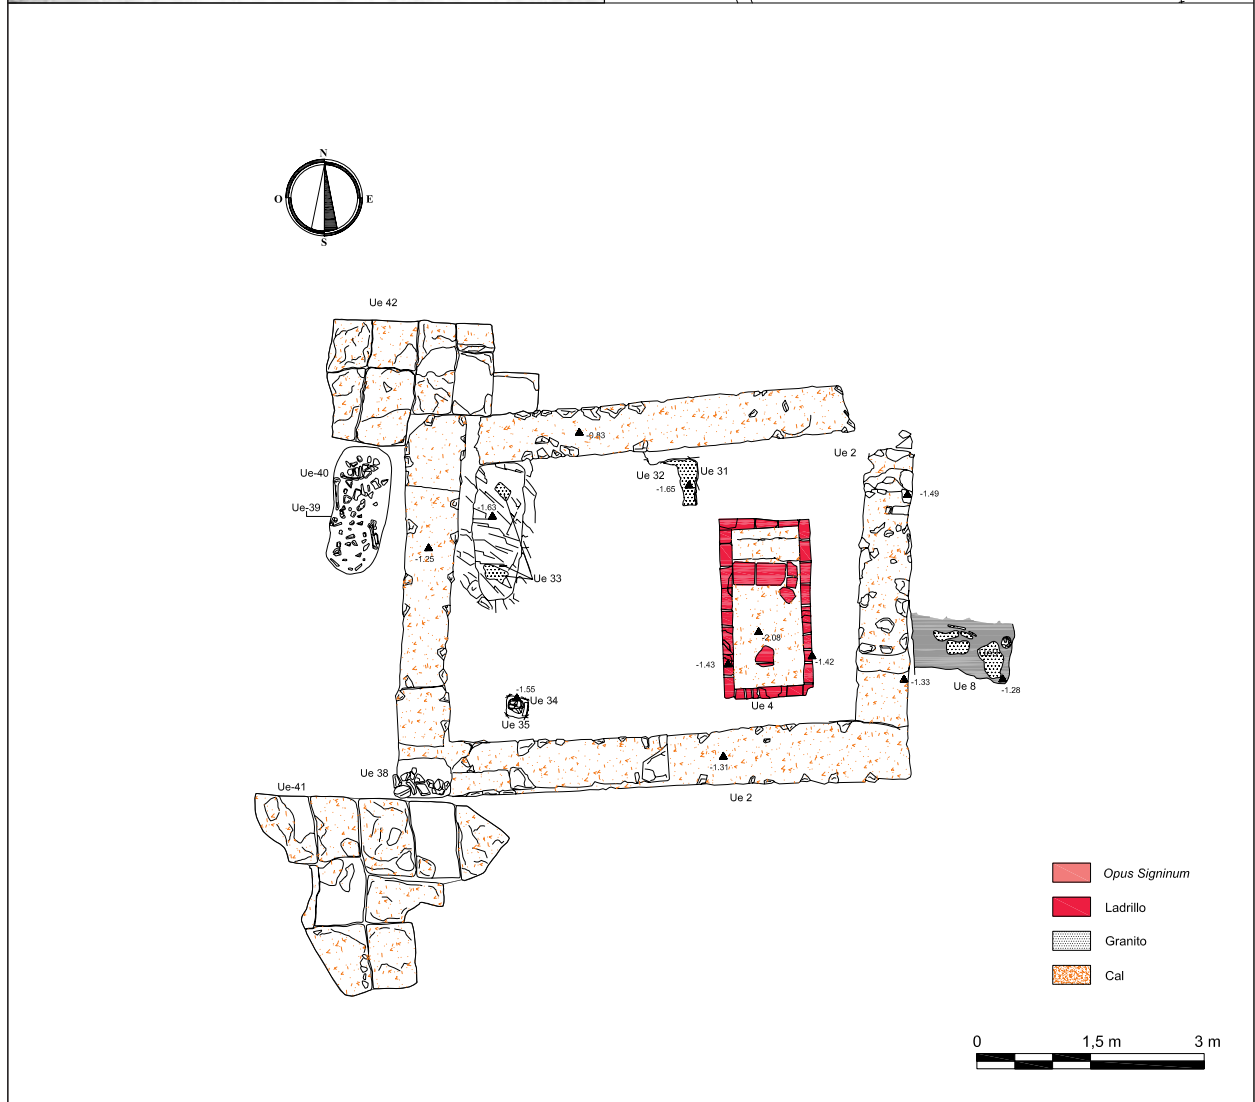 N
O E
S
Ue 42
-0.83
Ue 2
Ue-40
Ue 32 Ue 31
-1.65
-1.49
Ue-39
-1.63
-1.25
Ue 33
-2.08
-1.43
-1.42
Ue 8
-1.33
-1.28
-1.55
Ue 34
Ue 35
Ue 4
-1.31
Ue 38
Ue-41
Ue 2
Opus Signinum
Ladrillo
Granito
Cal
0 1,5 m 3 m